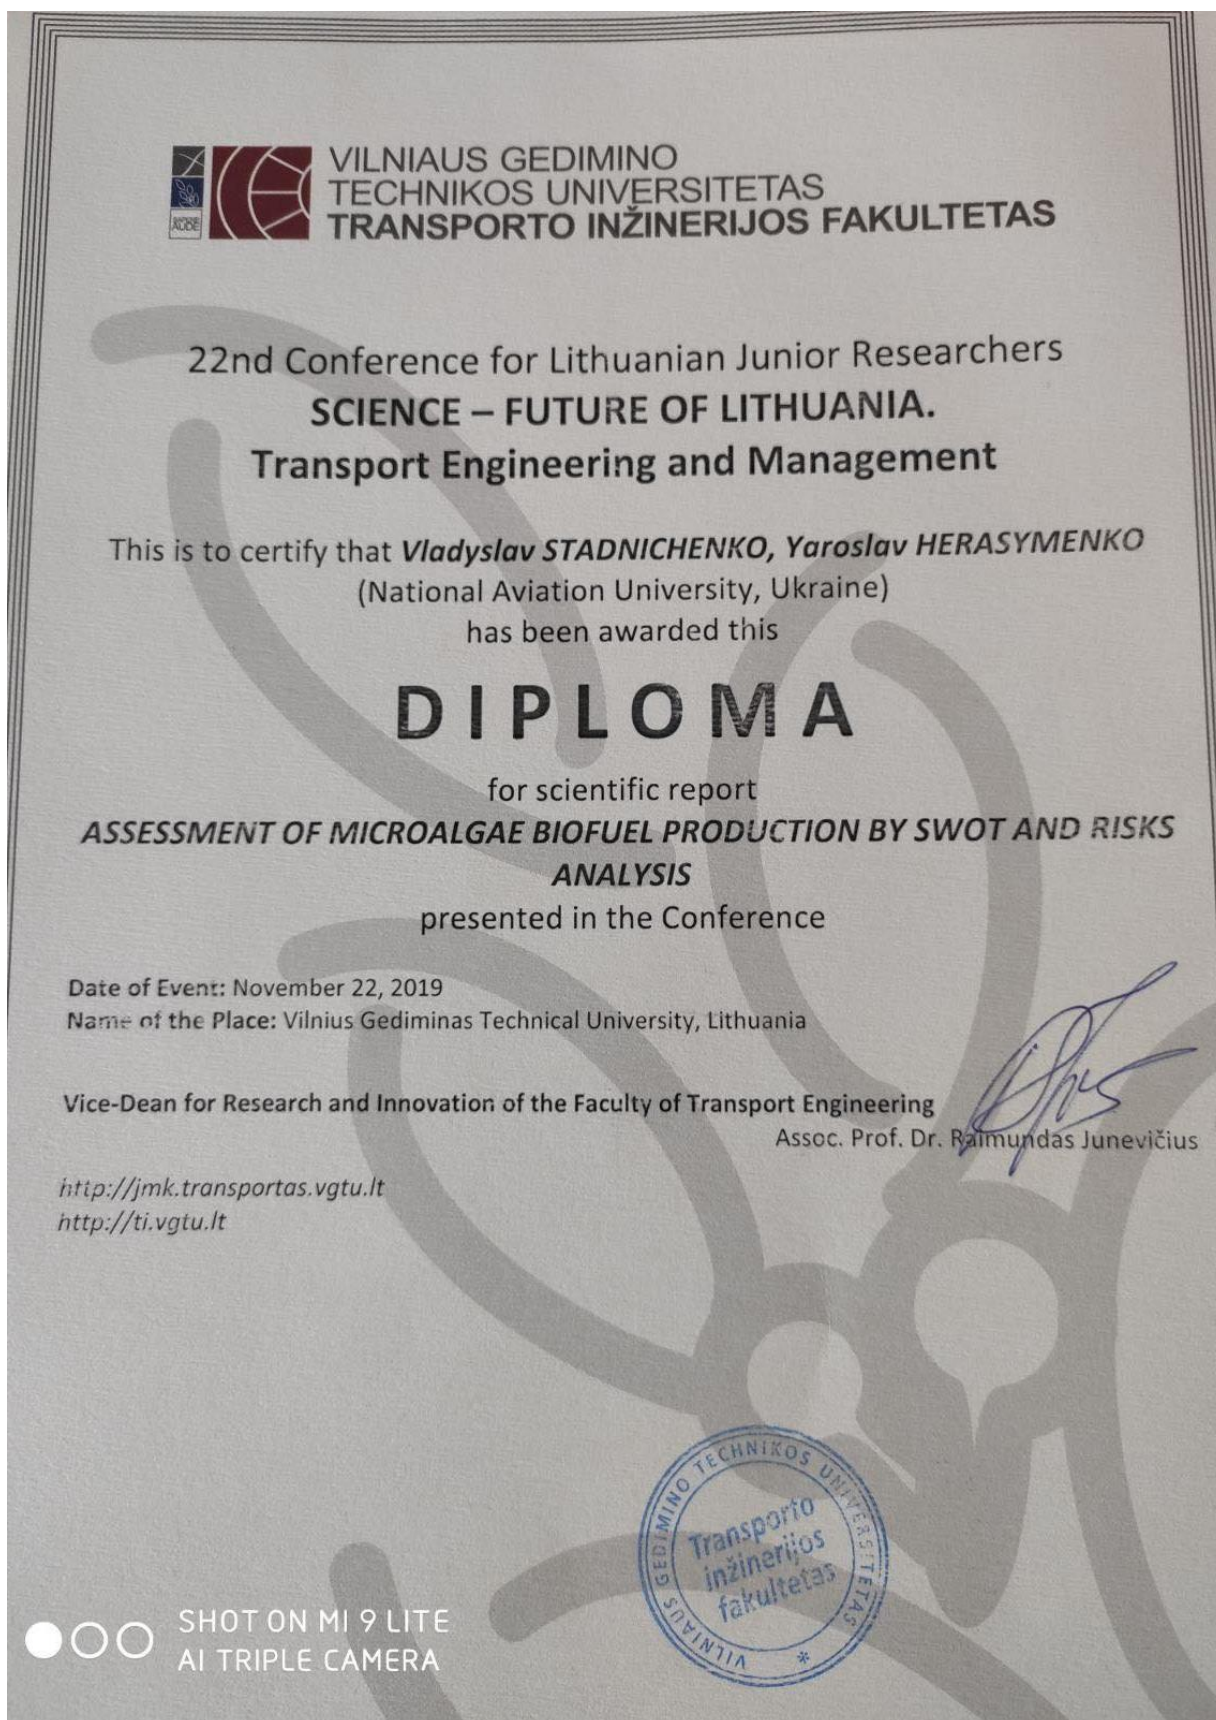 VILNIAUS GEDIMINO
TECHNIKOS UNIVERSITETAS
TRANSPORTO INŽINERIJOS FAKULTETAS
SAPERE
AUDE
22nd Conference for Lithuanian Junior Researchers
SCIENCE – FUTURE OF LITHUANIA.
Transport Engineering and Management
This is to certify that Vladyslav STADNICHENKO, Yaroslav HERASYMENKO
(National Aviation University, Ukraine)
has been awarded this
DIPLOMA
for scientific report
ASSESSMENT OF MICROALGAE BIOFUEL PRODUCTION BY SWOT AND RISKS
ANALYSIS
presented in the Conference
Date of Event: November 22, 2019
Name of the Place: Vilnius Gediminas Technical University, Lithuania
Vice-Dean for Research and Innovation of the Faculty of Transport Engineering
Assoc. Prof. Dr. Raimundas Junevičius
http://jmk.transportas.vgtu.lt
http://ti.vgtu.lt
VILNIAUS GEDIMINO TECHNIKOS UNIVERSITETAS *
Transporto
inžinerijos
fakultetas
SHOT ON MI 9 LITE
AI TRIPLE CAMERA